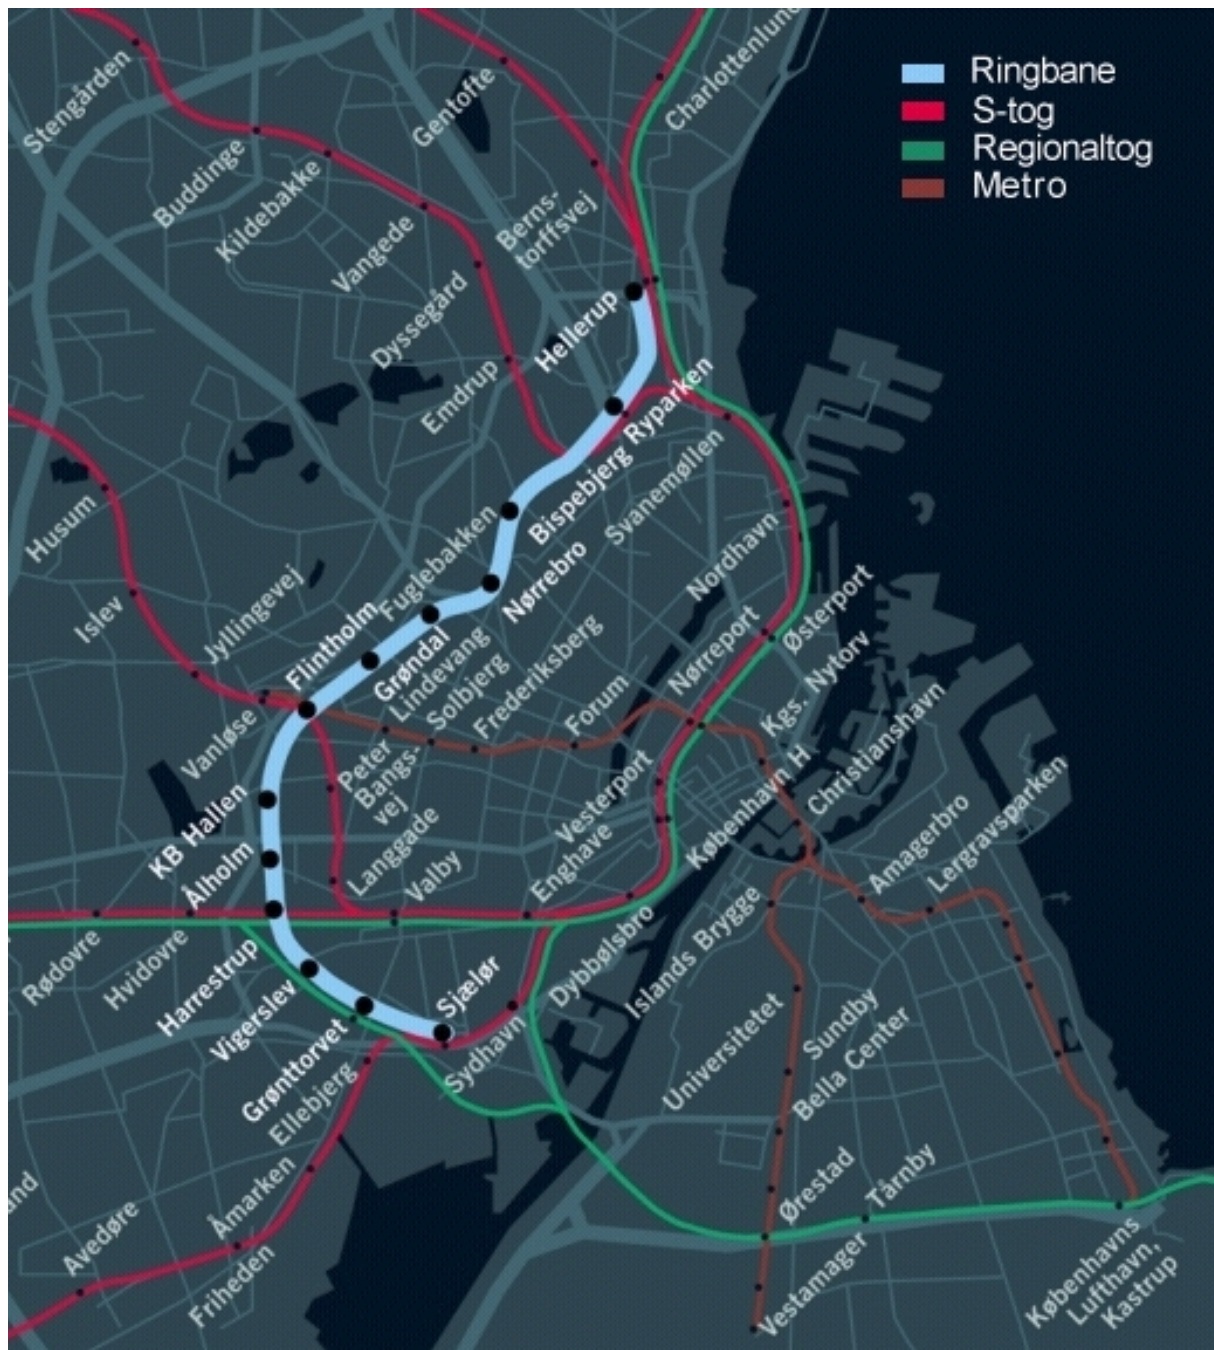 Ringbane
S-tog
Regionaltog
Metro
Charlottenlund
Stengården
Gentofte
Buddinge
Kildebakke
Vangede
Berns-
torffsvej
Dyssegård
Hellerup
Emdrup
Ryparken
Husum
Fuglebakken
Bispebjerg
Svanemøllen
Nordhavn
Islev
Jyllingevej
Flintholm
Nørrebro
Østerport
Grøndal
Lindevang
Solbjerg
Frederiksberg
Nørreport
Kgs. Nytorv
Vanløse
Forum
Christianshavn
Peter
Bangs-
vej
Vesterport
København H
KB Hallen
Langgade
Enghave
Amagerbro
Lergravsparken
Ålholm
Valby
Rødovre
Hvidovre
Harrestrup
Dybbølsbro
Islands Brygge
Vigerslev
Sjælør
Grønttorvet
Sydhavn
Universitetet
Sundby
Bella Center
Ellebjerg
and
Avedøre
Åmarken
Friheden
Ørestad
Tårnby
Vestamager
Københavns
Lufthavn,
Kastrup